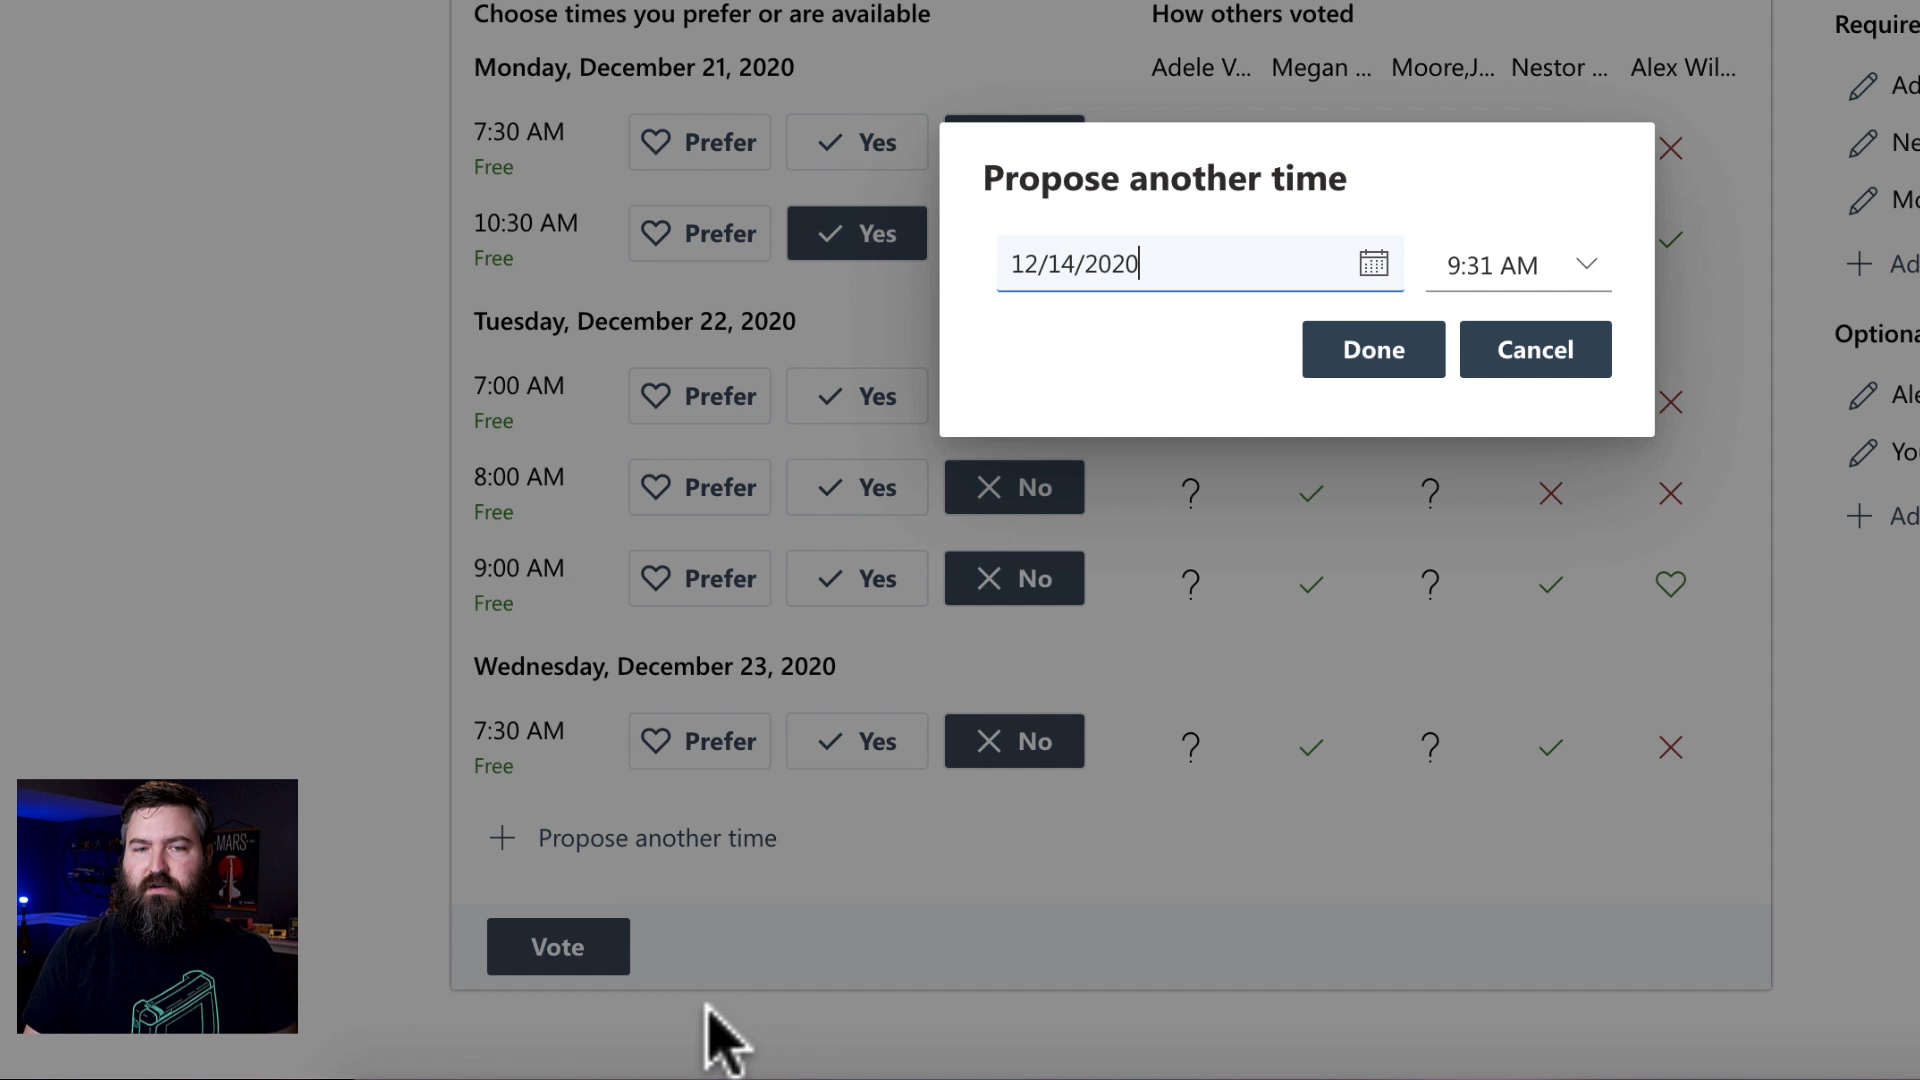 Choose times you prefer or are available
How others voted
Require
Monday, December 21, 2020
Adele V... Megan ... Moore,J... Nestor ... Alex Wil...
Ad
7:30 AM
Free
Prefer
Yes
Ne
Propose another time
10:30 AM
Free
Prefer
Yes
Mo
12/14/2020
9:31 AM
Ad
Tuesday, December 22, 2020
Done
Cancel
Optiona
7:00 AM
Free
Prefer
Yes
Ale
8:00 AM
Free
Prefer
Yes
No
? ?
You
Ad
9:00 AM
Free
Prefer
Yes
No
? ?
Wednesday, December 23, 2020
7:30 AM
Free
Prefer
Yes
No
? ?
Propose another time
Vote
MARS